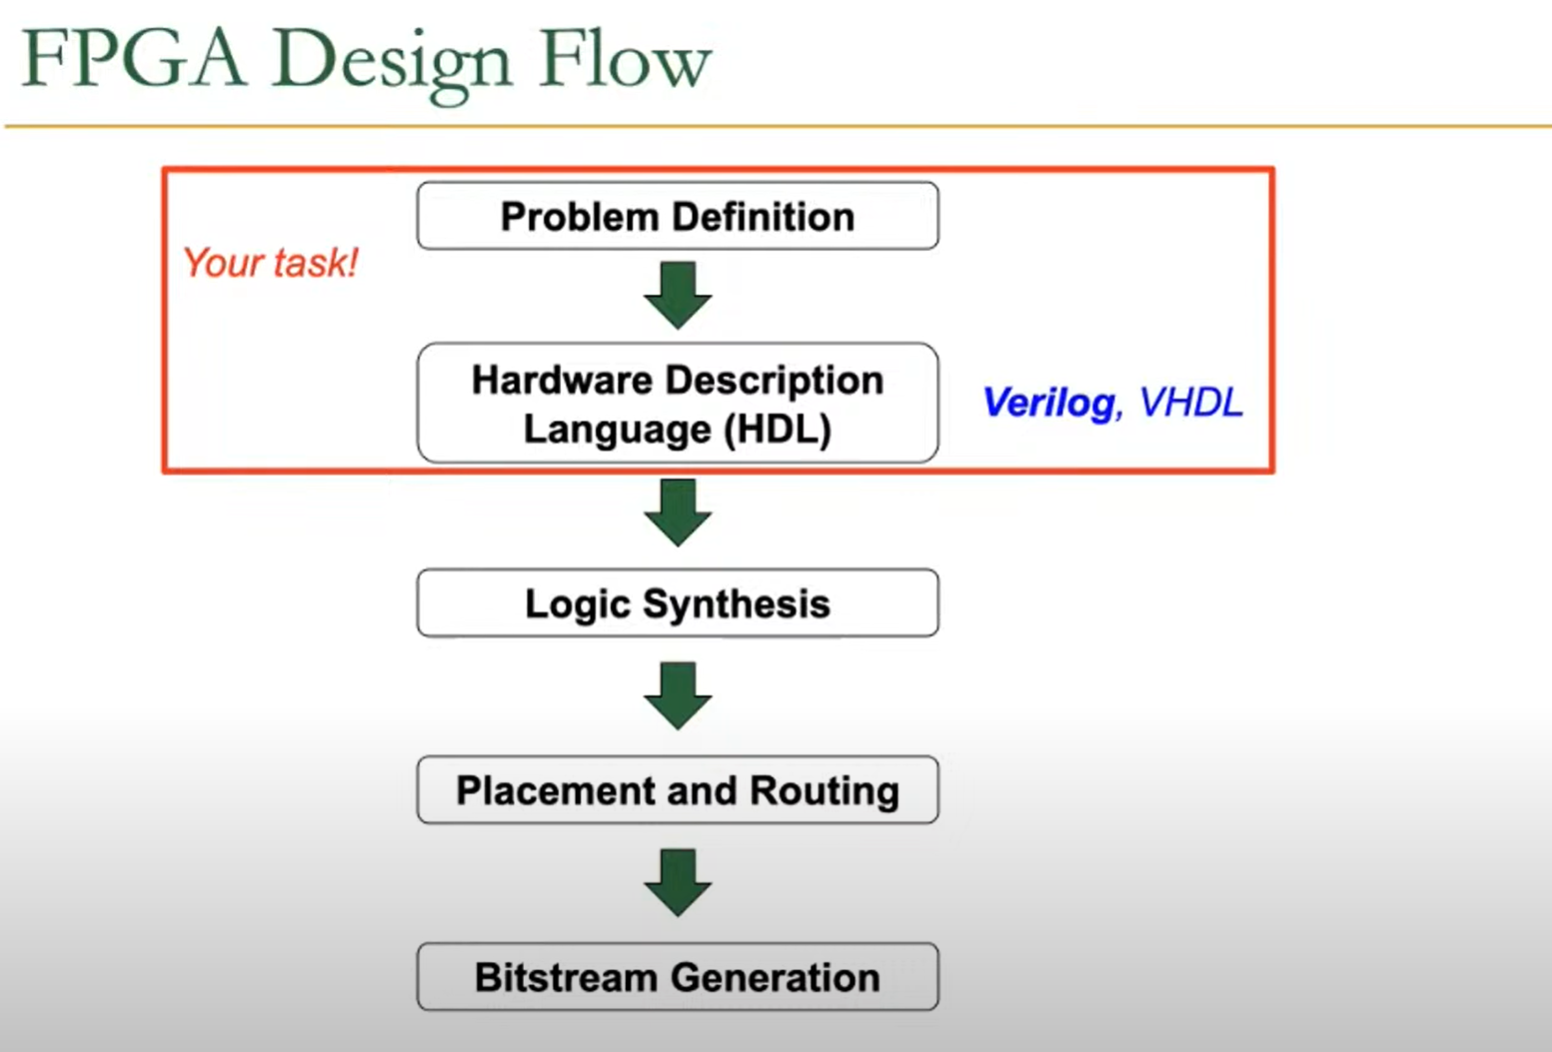 FPGA Design Flow
Problem Definition
Your task!
Hardware Description
Language (HDL)
Verilog, VHDL
Logic Synthesis
Placement and Routing
Bitstream Generation